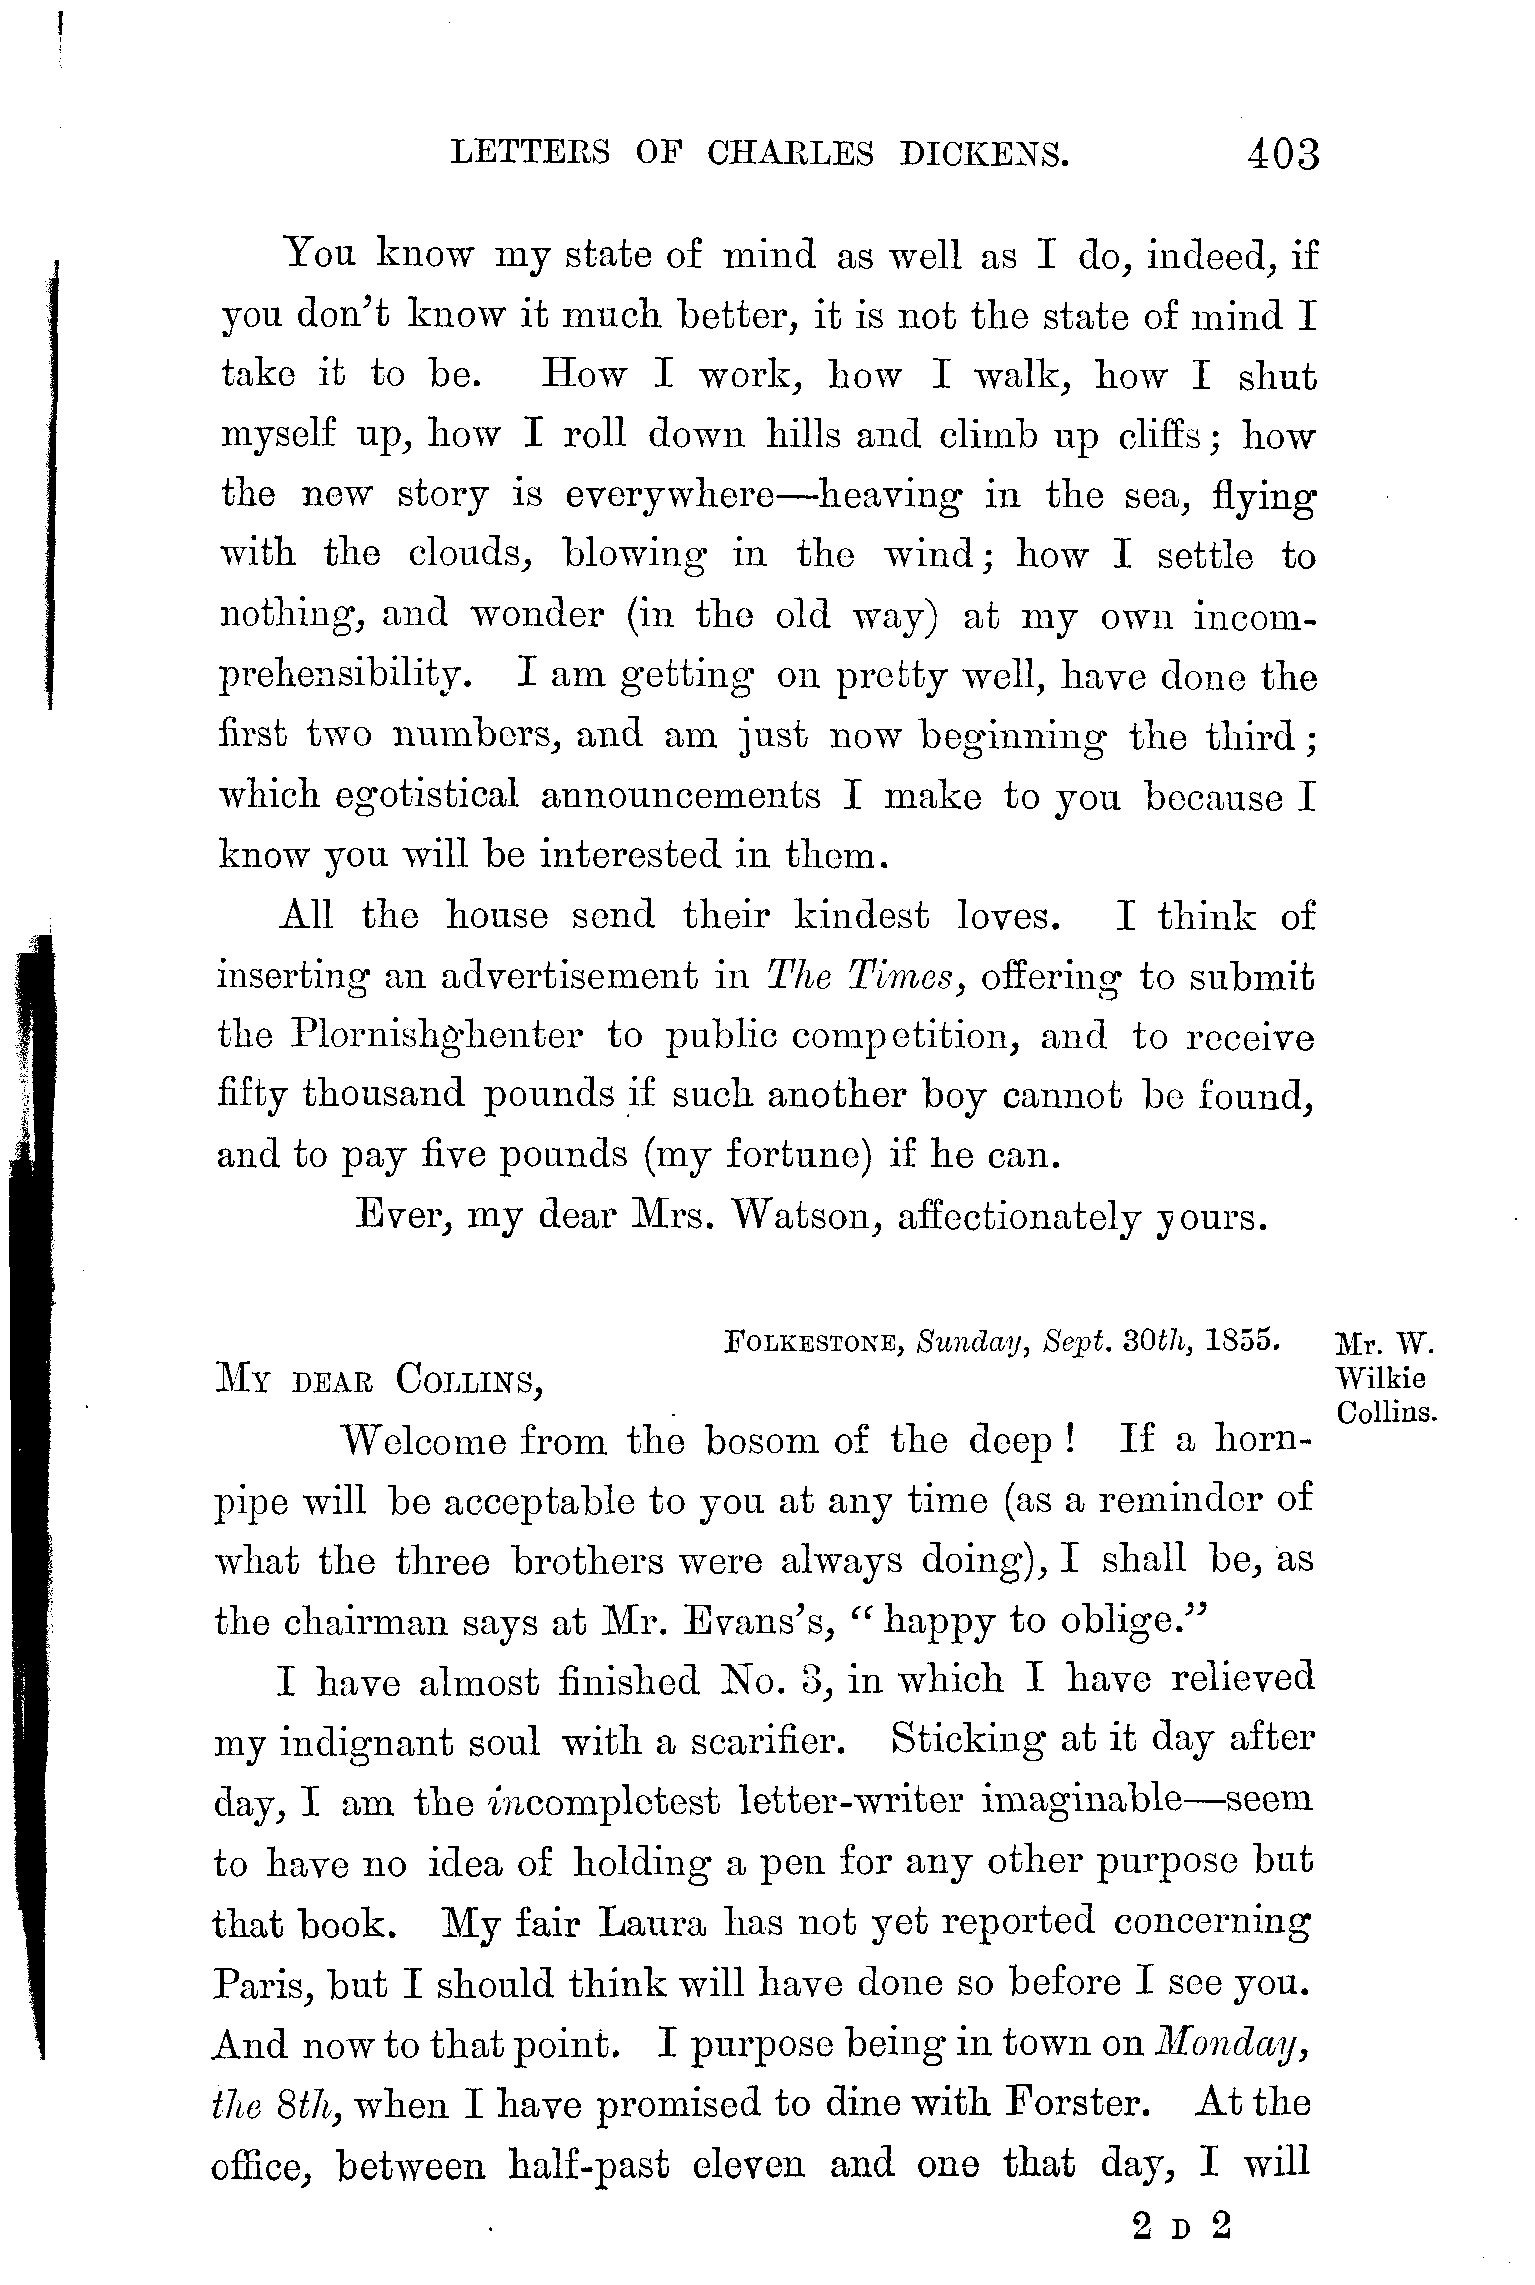 LETTERS OF CHARLES DICKENS. 403
You know my state of mind as well as I do, indeed, if
you don't know it much better, it is not the state of mind I
take it to be. How I work, how I walk, how I shut
myself up, how I roll down hills and climb up cliffs; how
the new story is everywhere—heaving in the sea, flying
with the clouds, blowing in the wind; how I settle to
nothing, and wonder (in the old way) at my own incom-
prehensibility. I am getting on pretty well, have done the
first two numbers, and am just now beginning the third;
which egotistical announcements I make to you because I
know you will be interested in them.
All the house send their kindest loves. I think of
inserting an advertisement in The Times, offering to submit
the Plornishghenter to public competition, and to receive
fifty thousand pounds if such another boy cannot be found,
and to pay five pounds (my fortune) if he can.
Ever, my dear Mrs. Watson, affectionately yours.
FOLKESTONE, Sunday, Sept. 30th, 1855.
Mr. W.
Wilkie
Collins.
MY DEAR COLLINS,
Welcome from the bosom of the deep! If a horn-
pipe will be acceptable to you at any time (as a reminder of
what the three brothers were always doing), I shall be, as
the chairman says at Mr. Evans's, "happy to oblige."
I have almost finished No. 3, in which I have relieved
my indignant soul with a scarifier. Sticking at it day after
day, I am the incompletest letter-writer imaginable—seem
to have no idea of holding a pen for any other purpose but
that book. My fair Laura has not yet reported concerning
Paris, but I should think will have done so before I see you.
And now to that point. I purpose being in town on Monday,
the 8th, when I have promised to dine with Forster. At the
office, between half-past eleven and one that day, I will
2 D 2